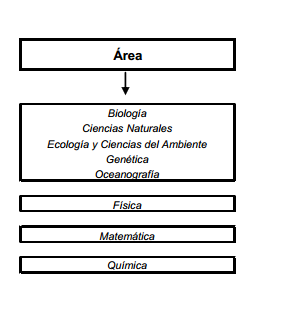 Área
Biología
Ciencias Naturales
Ecología y Ciencias del Ambiente
Genética
Oceanografía
Física
Matemática
Química